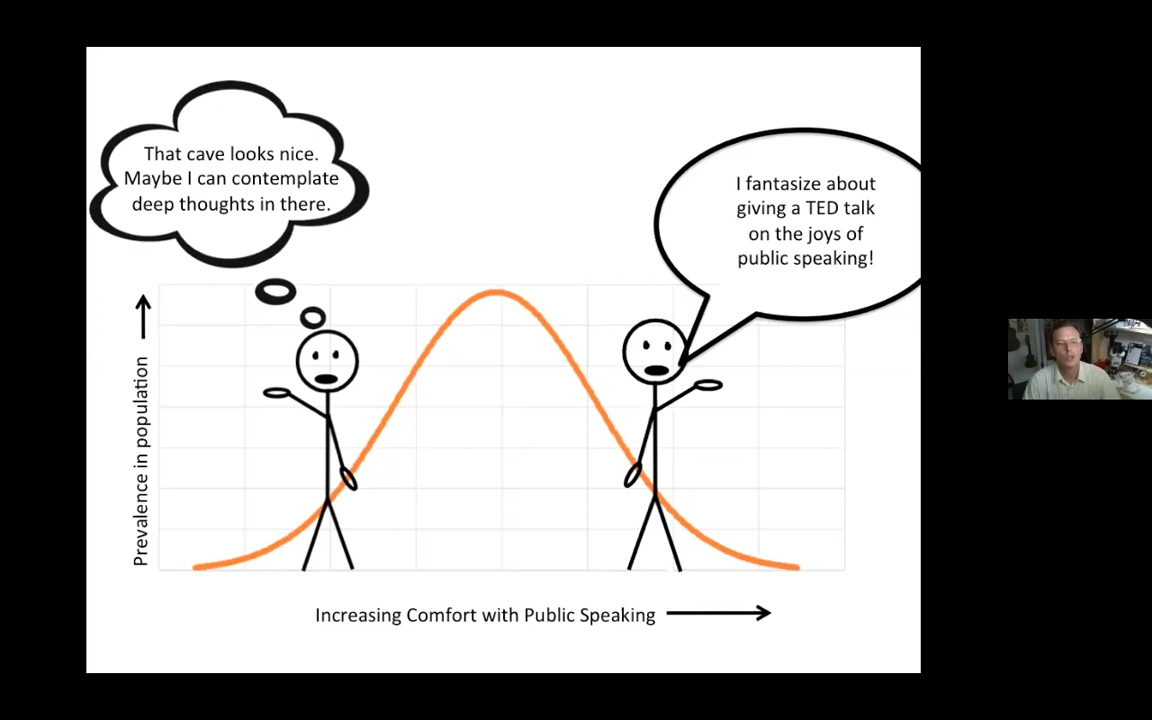 That cave looks nice.
Maybe I can contemplate
deep thoughts in there.
I fantasize about
giving a TED talk
on the joys of
public speaking!
Prevalence in population
Increasing Comfort with Public Speaking